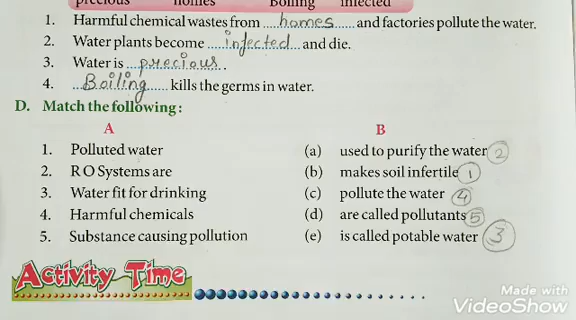 precious homes Boiling infected
1. Harmful chemical wastes from ....homes.... and factories pollute the water.
2. Water plants become ....infected.... and die.
3. Water is ....precious.... .
4. ....Boiling.... kills the germs in water.
D. Match the following:
A B
1. Polluted water (a) used to purify the water 2
2. R O Systems are (b) makes soil infertile 1
3. Water fit for drinking (c) pollute the water 4
4. Harmful chemicals (d) are called pollutants 5
5. Substance causing pollution (e) is called potable water 3
Activity Time
Made with
VideoShow